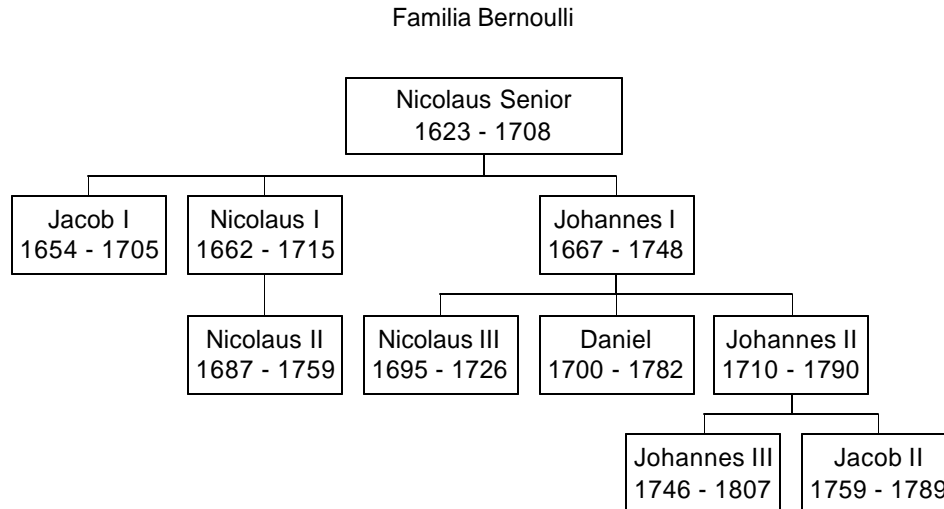 Familia Bernoulli
Nicolaus Senior
1623 - 1708
Jacob I
1654 - 1705
Nicolaus I
1662 - 1715
Johannes I
1667 - 1748
Nicolaus II
1687 - 1759
Nicolaus III
1695 - 1726
Daniel
1700 - 1782
Johannes II
1710 - 1790
Johannes III
1746 - 1807
Jacob II
1759 - 1789